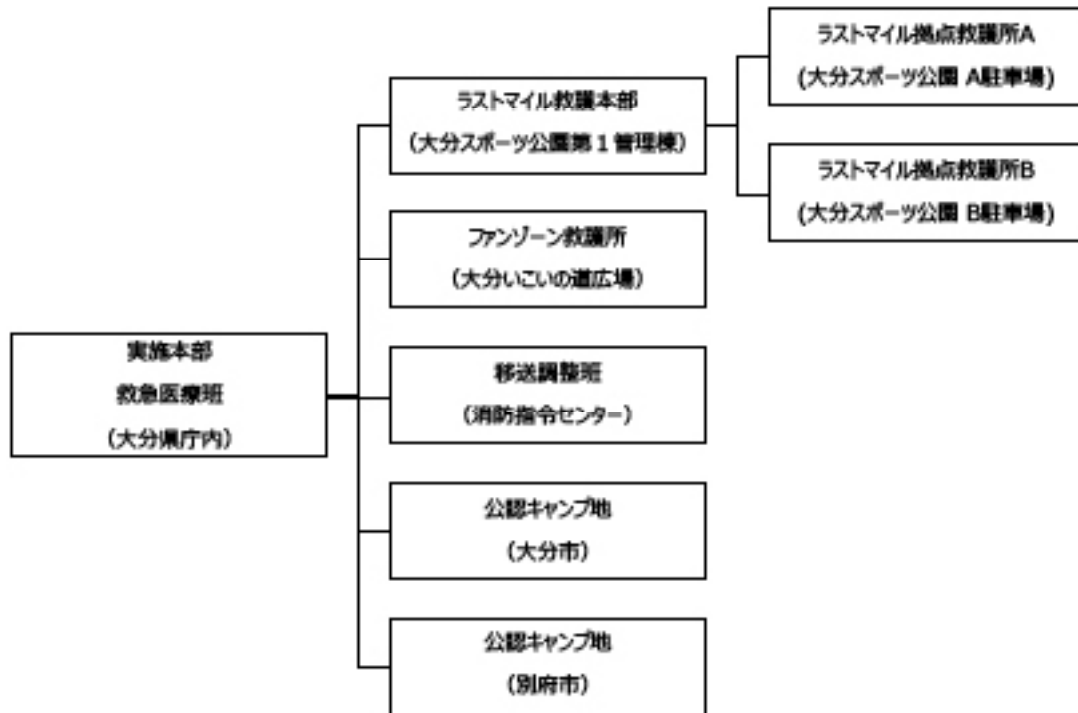 実施本部
救急医療班
（大分県庁内）
ラストマイル救護本部
（大分スポーツ公園第１管理棟）
ファンゾーン救護所
（大分いこいの道広場）
移送調整班
（消防指令センター）
公認キャンプ地
（大分市）
公認キャンプ地
（別府市）
ラストマイル拠点救護所A
(大分スポーツ公園 A駐車場)
ラストマイル拠点救護所B
(大分スポーツ公園 B駐車場)